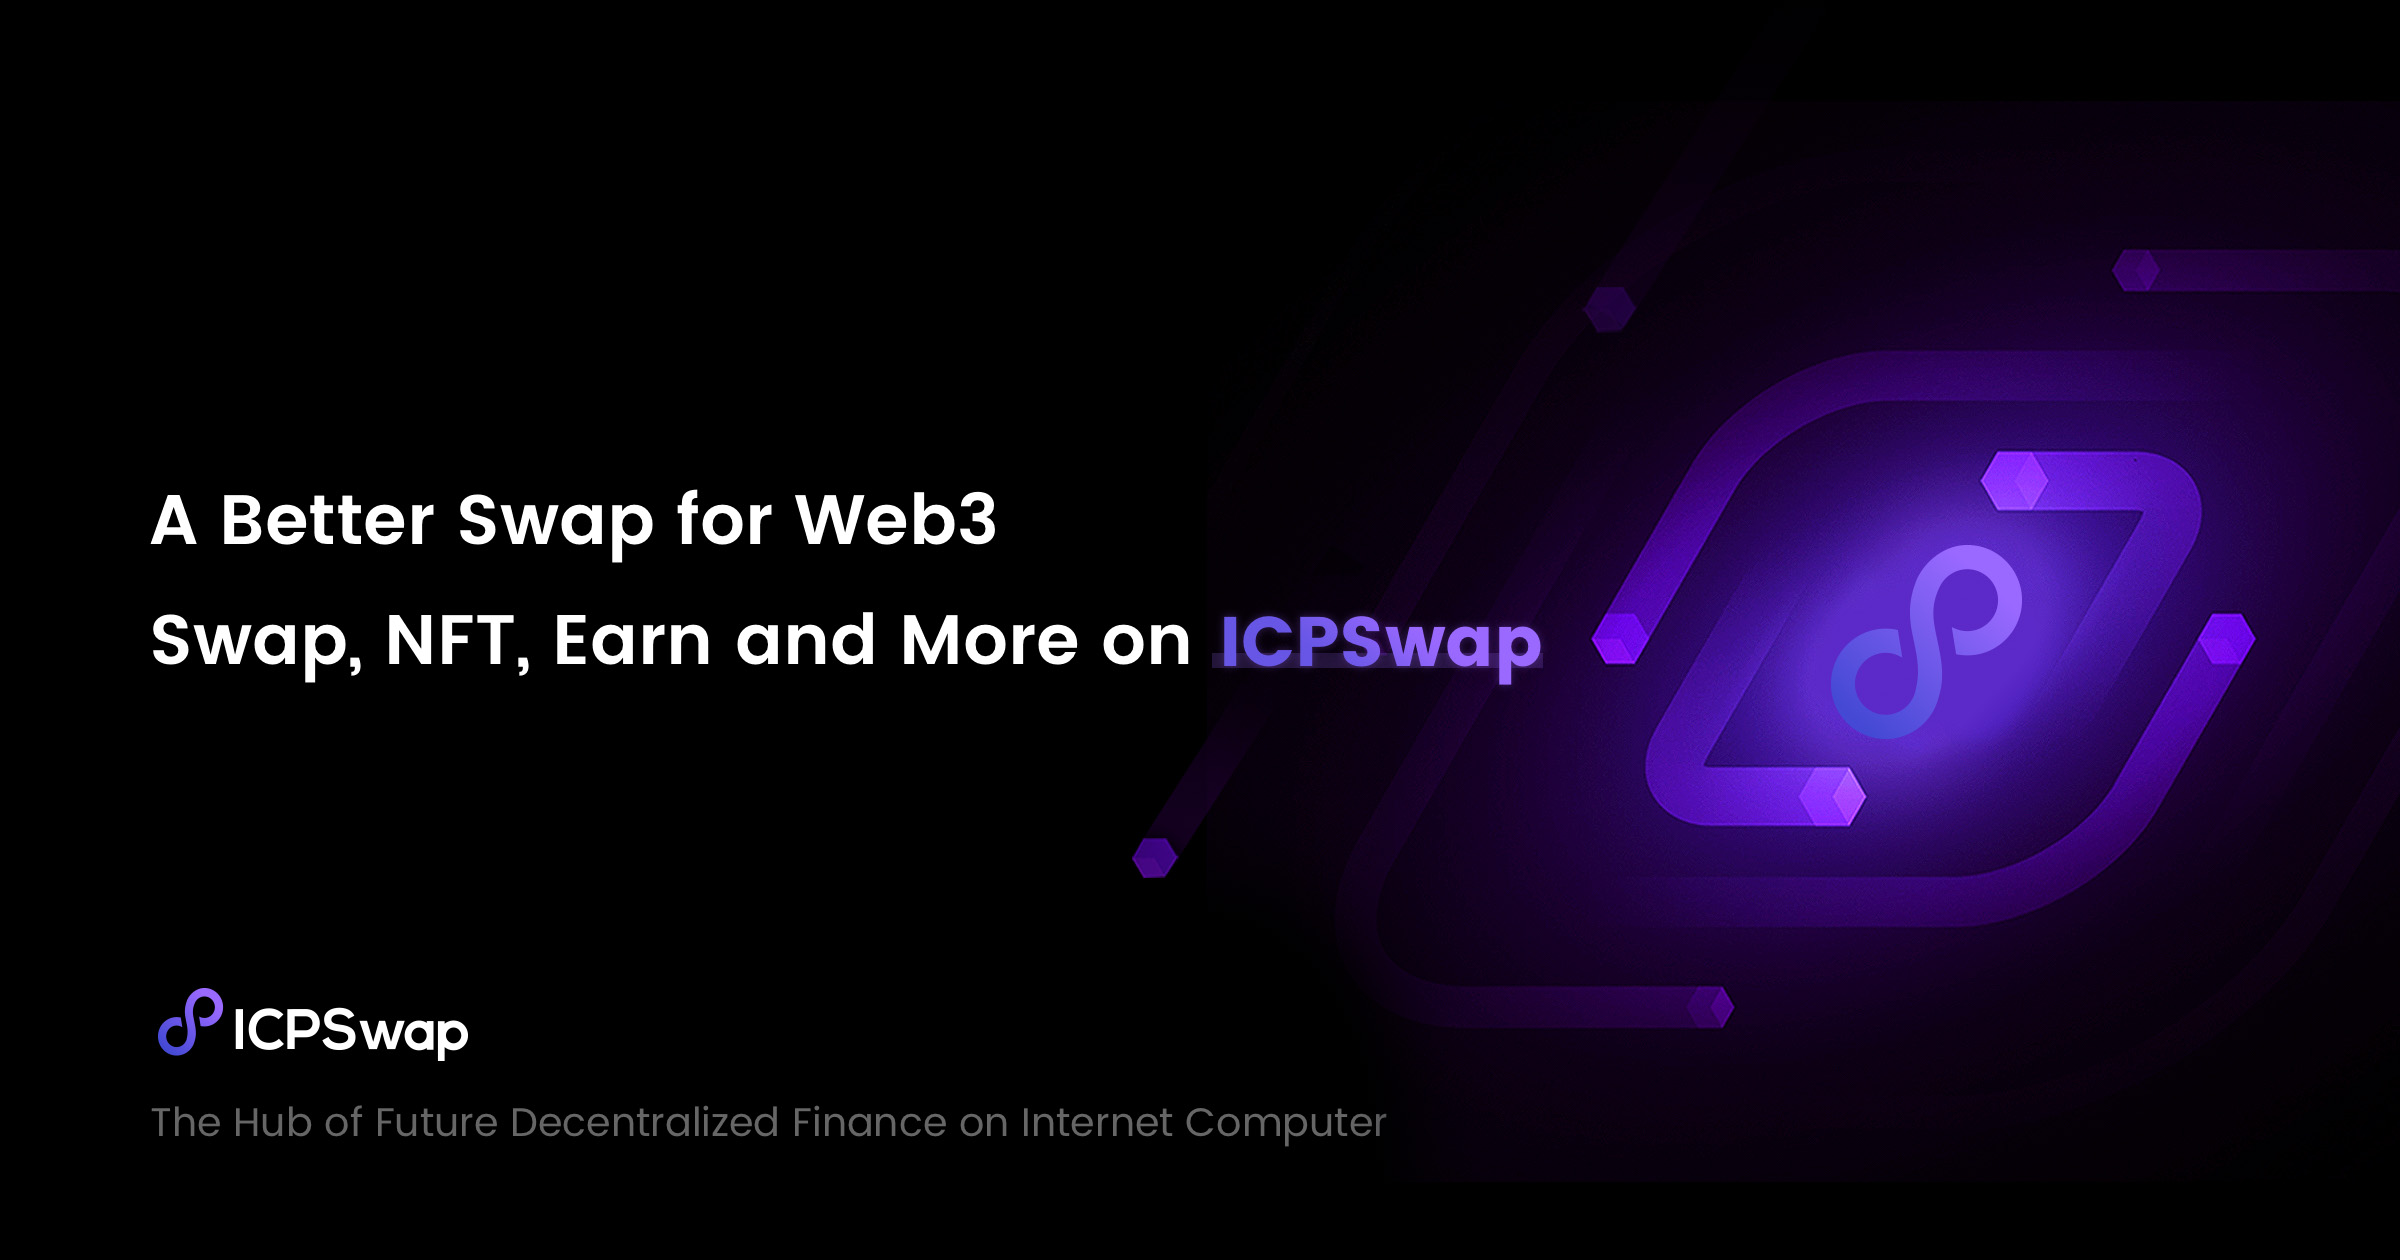 A Better Swap for Web3
Swap, NFT, Earn and More on ICPSwap
ICPSwap
The Hub of Future Decentralized Finance on Internet Computer